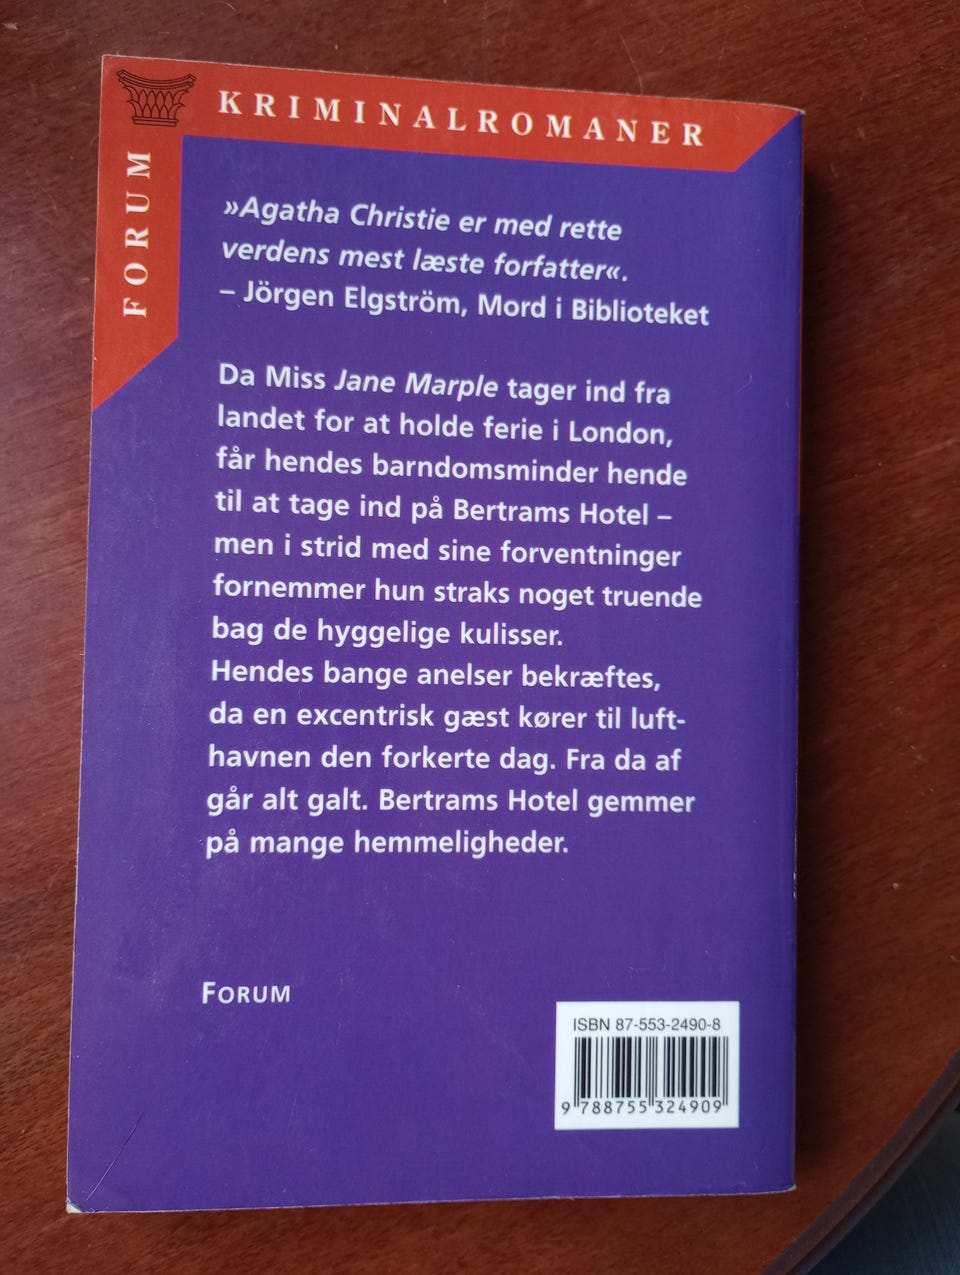 KRIMINALROMANER
FORUM
»Agatha Christie er med rette
verdens mest læste forfatter«.
– Jörgen Elgström, Mord i Biblioteket
Da Miss Jane Marple tager ind fra
landet for at holde ferie i London,
får hendes barndomsminder hende
til at tage ind på Bertrams Hotel –
men i strid med sine forventninger
fornemmer hun straks noget truende
bag de hyggelige kulisser.
Hendes bange anelser bekræftes,
da en excentrisk gæst kører til luft-
havnen den forkerte dag. Fra da af
går alt galt. Bertrams Hotel gemmer
på mange hemmeligheder.
FORUM
ISBN 87-553-2490-8
9 788755 324909